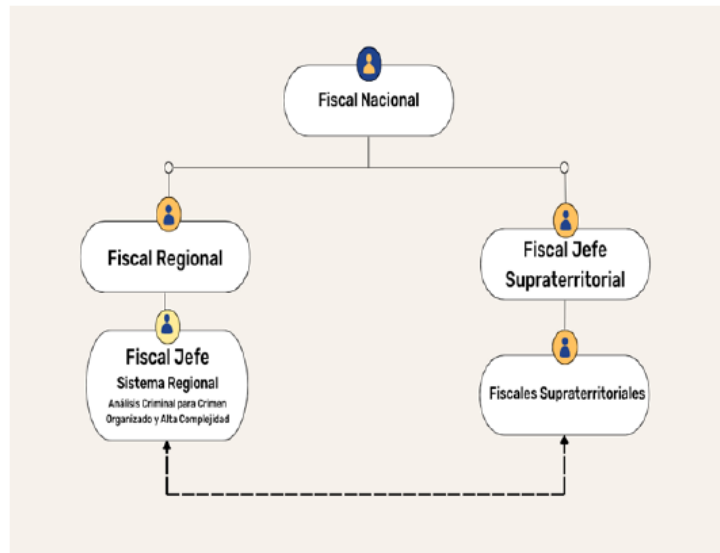 Fiscal Nacional
Fiscal Regional
Fiscal Jefe
Supraterritorial
Fiscal Jefe
Sistema Regional
Análisis Criminal para Crimen
Organizado y Alta Complejidad
Fiscales Supraterritoriales